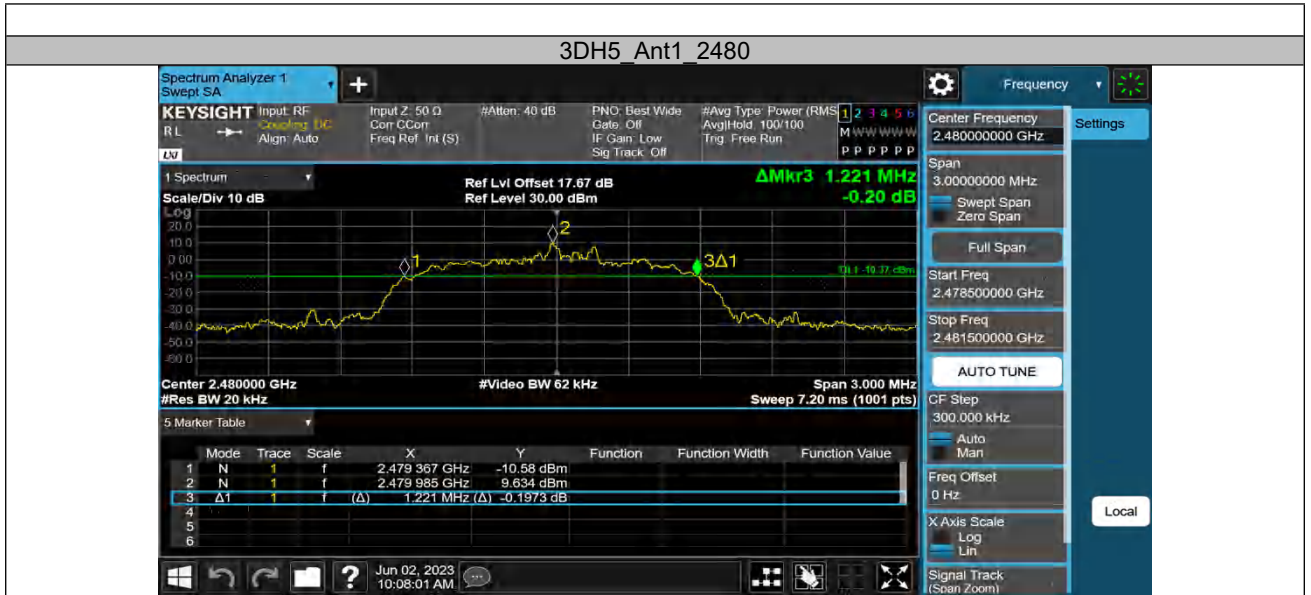 3DH5_Ant1_2480
Spectrum Analyzer 1
Swept SA
+
Frequency
KEYSIGHT
RL
LXI
Input: RF
Coupling: DC
Align: Auto
Input Z: 50 Ω
Corr CCorr
Freq Ref: Int (S)
#Atten: 40 dB
PNO: Best Wide
Gate: Off
IF Gain: Low
Sig Track: Off
#Avg Type: Power (RMS
Avg|Hold: 100/100
Trig: Free Run
1 2 3 4 5 6
M W W W W W
P P P P P P
1 Spectrum
Scale/Div 10 dB
Ref Lvl Offset 17.67 dB
Ref Level 30.00 dBm
ΔMkr3 1.221 MHz
-0.20 dB
Log
20.0
10.0
0.00
-10.0
-20.0
-30.0
-40.0
-50.0
-60.0
1
2
3Δ1
DL1 -10.37 dBm
Center 2.480000 GHz
#Video BW 62 kHz
Span 3.000 MHz
#Res BW 20 kHz
Sweep 7.20 ms (1001 pts)
5 Marker Table
Mode Trace Scale X Y Function Function Width Function Value
1 N 1 f 2.479 367 GHz -10.58 dBm
2 N 1 f 2.479 985 GHz 9.634 dBm
3 Δ1 1 f (Δ) 1.221 MHz (Δ) -0.1973 dB
4
5
6
?
Jun 02, 2023
10:08:01 AM
Center Frequency
2.480000000 GHz
Span
3.00000000 MHz
Swept Span
Zero Span
Full Span
Start Freq
2.478500000 GHz
Stop Freq
2.481500000 GHz
AUTO TUNE
CF Step
300.000 kHz
Auto
Man
Freq Offset
0 Hz
X Axis Scale
Log
Lin
Signal Track
(Span Zoom)
Settings
Local